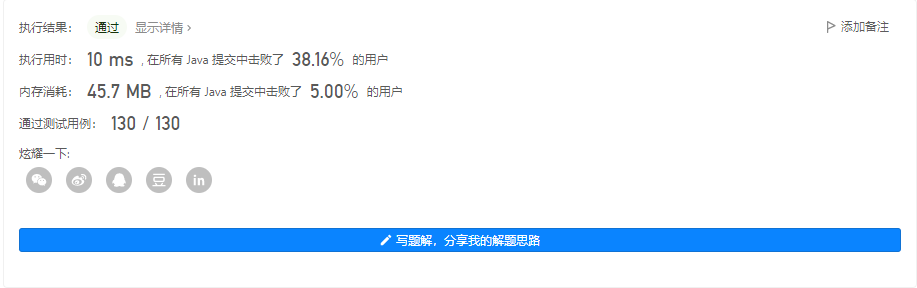 执行结果： 通过 显示详情 › 添加备注
执行用时： 10 ms ，在所有 Java 提交中击败了 38.16% 的用户
内存消耗： 45.7 MB ，在所有 Java 提交中击败了 5.00% 的用户
通过测试用例： 130 / 130
炫耀一下:
豆 in
写题解，分享我的解题思路